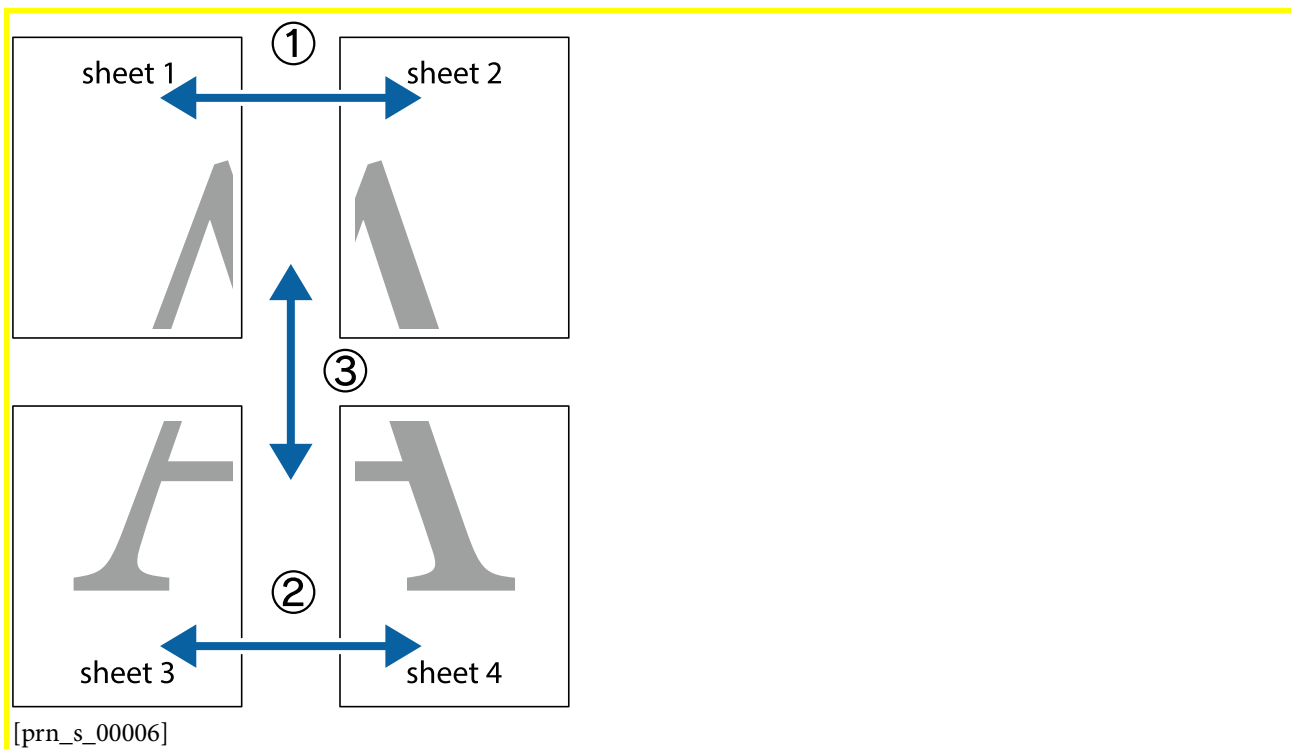 ①
sheet 1 sheet 2
③
②
sheet 3 sheet 4
[prn_s_00006]